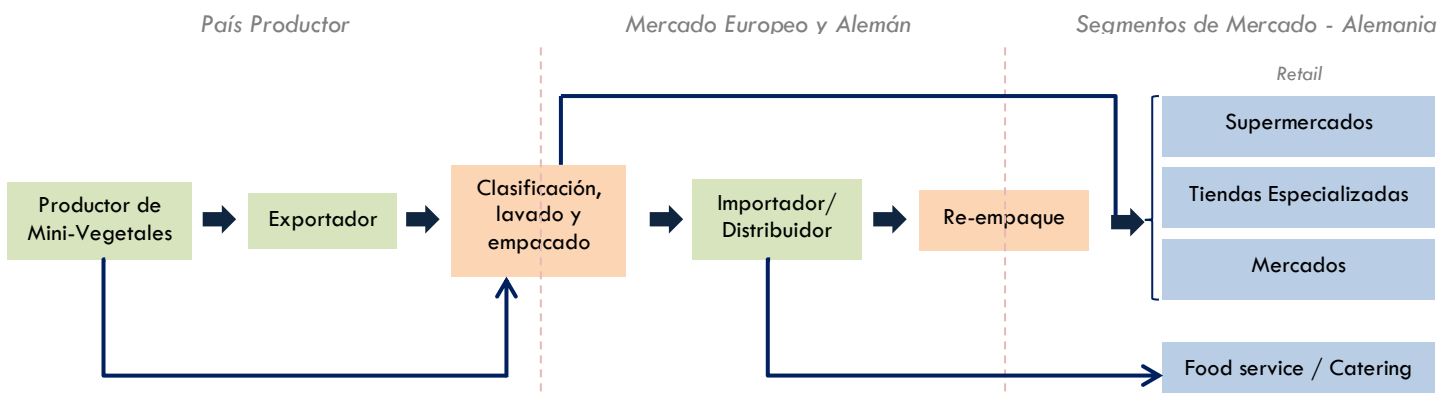 País Productor
Mercado Europeo y Alemán
Segmentos de Mercado - Alemania
Retail
Supermercados
Tiendas Especializadas
Mercados
Food service / Catering
Productor de
Mini-Vegetales
Exportador
Clasificación,
lavado y
empacado
Importador/
Distribuidor
Re-empaque